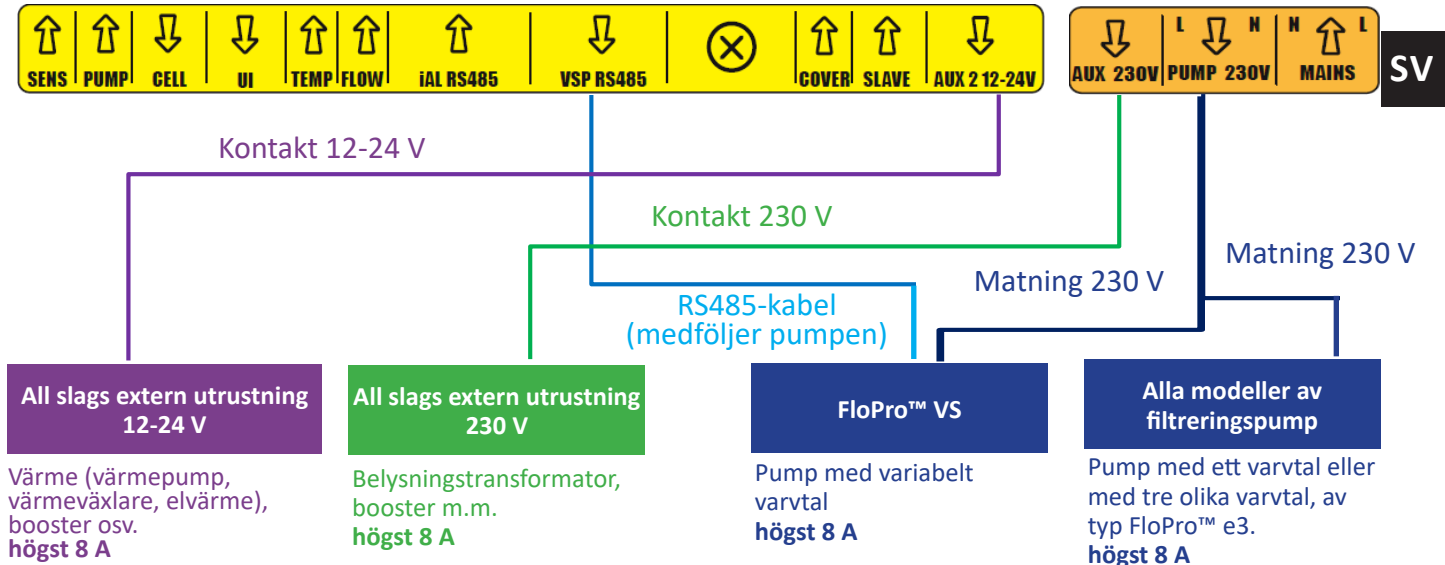 SENS PUMP CELL UI TEMP FLOW iAL RS485 VSP RS485 COVER SLAVE AUX 2 12-24V
L N N L
AUX 230V PUMP 230V MAINS
SV
Kontakt 12-24 V
Kontakt 230 V
Matning 230 V
Matning 230 V
RS485-kabel
(medföljer pumpen)
All slags extern utrustning
12-24 V
Värme (värmepump,
värmeväxlare, elvärme),
booster osv.
högst 8 A
All slags extern utrustning
230 V
Belysningstransformator,
booster m.m.
högst 8 A
FloPro™ VS
Pump med variabelt
varvtal
högst 8 A
Alla modeller av
filtreringspump
Pump med ett varvtal eller
med tre olika varvtal, av
typ FloPro™ e3.
högst 8 A